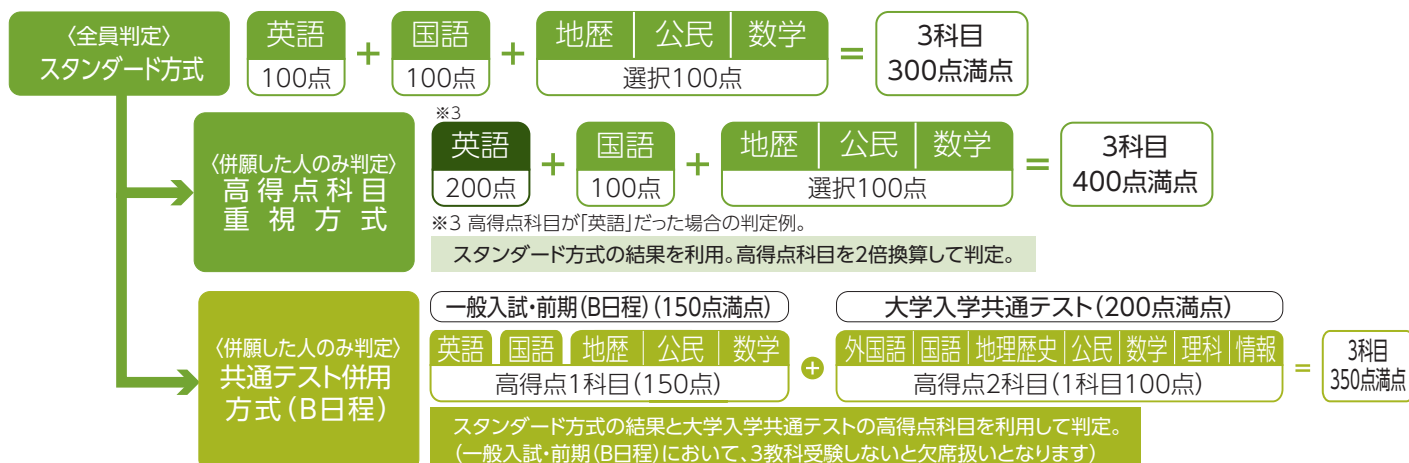 〈全員判定〉
スタンダード方式
英語
100点
+
国語
100点
+
地歴 公民 数学
選択100点
=
3科目
300点満点
〈併願した人のみ判定〉
高得点科目
重視方式
※3
英語
200点
+
国語
100点
+
地歴 公民 数学
選択100点
=
3科目
400点満点
※3 高得点科目が「英語」だった場合の判定例。
スタンダード方式の結果を利用。高得点科目を2倍換算して判定。
〈併願した人のみ判定〉
共通テスト併用
方式(B日程)
一般入試・前期(B日程)(150点満点)
英語 国語 地歴 公民 数学
高得点1科目(150点)
+
大学入学共通テスト(200点満点)
外国語 国語 地理歴史 公民 数学 理科 情報
高得点2科目(1科目100点)
=
3科目
350点満点
スタンダード方式の結果と大学入学共通テストの高得点科目を利用して判定。
(一般入試・前期(B日程)において、3教科受験しないと欠席扱いとなります)